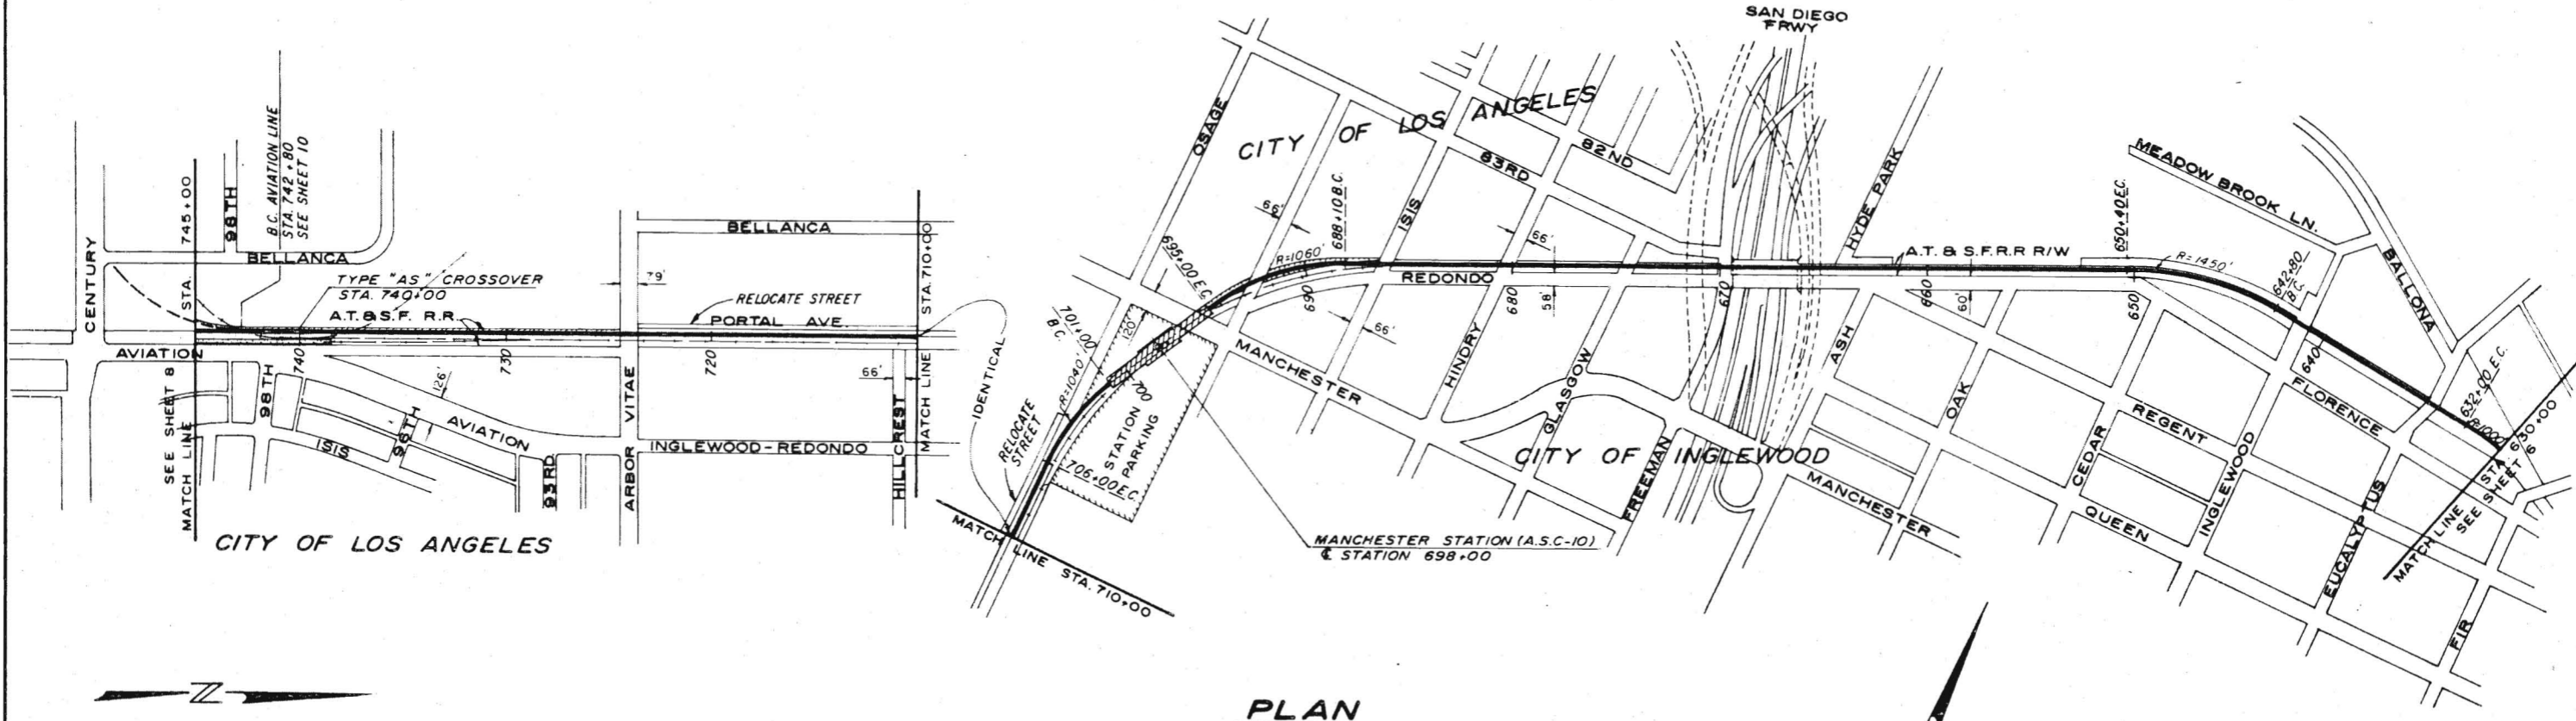 CENTURY
SEE SHEET 8
MATCH LINE STA. 745+00
98TH
B.C. AVIATION LINE
STA. 742+80
SEE SHEET 10
BELLANCA
TYPE "AS" CROSSOVER
STA. 740+00
A.T.&S.F. R.R.
AVIATION
740
730
720
98TH
126'
96TH
ISIS
AVIATION
93RD
ARBOR VITAE
79'
BELLANCA
RELOCATE STREET
PORTAL AVE.
66'
INGLEWOOD-REDONDO
HILLCREST
MATCH LINE STA. 710+00
IDENTICAL
CITY OF LOS ANGELES
Z
RELOCATE
STREET
MATCH LINE STA. 710+00
701+00
B.C.
R=1040'
706+00 E.C.
STATION
PARKING
700
120'
695+00 E.C.
OSAGE
CITY OF LOS ANGELES
66'
R=1060'
688+10 B.C.
690
ISIS
66'
MANCHESTER
83RD
82ND
66'
REDONDO
680
58'
HINDRY
GLASGOW
SAN DIEGO
FRWY
670
FREEMAN
CITY OF INGLEWOOD
MANCHESTER STATION (A.S.C-10)
℄ STATION 698+00
HYDE PARK
A.T. & S.F.R.R R/W
660
60'
ASH
OAK
MANCHESTER
650+40 E.C.
650
R=1450'
MEADOW BROOK LN.
BALLONA
642+80
640
FLORENCE
CEDAR
REGENT
QUEEN
INGLEWOOD
EUCALYPTUS
632+00 E.C.
R=1000'
MATCH LINE STA. 630+00
SEE SHEET 6
FIR
PLAN